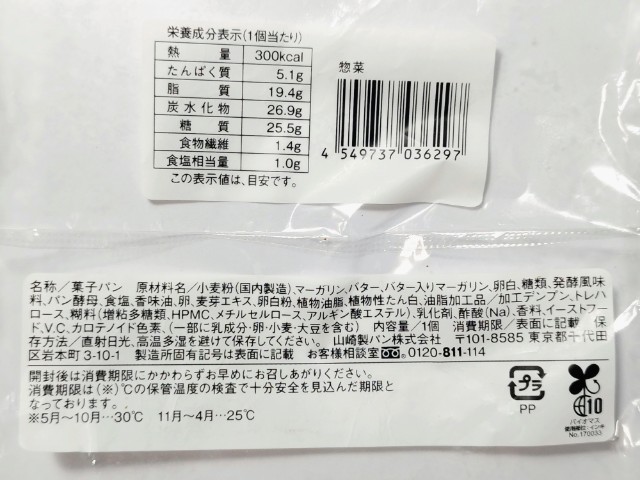 栄養成分表示(1個当たり)
熱量 300kcal
たんぱく質 5.1g
脂質 19.4g
炭水化物 26.9g
糖質 25.5g
食物繊維 1.4g
食塩相当量 1.0g
この表示値は、目安です。
惣菜
4 549737 036297
名称/菓子パン 原材料名/小麦粉(国内製造)、マーガリン、バター、バター入りマーガリン、卵白、糖類、発酵風味
料、パン酵母、食塩、香味油、卵、麦芽エキス、卵白粉、植物油脂、植物性たん白、油脂加工品/加工デンプン、トレハ
ロース、糊料(増粘多糖類、HPMC、メチルセルロース、アルギン酸エステル)、乳化剤、酢酸(Na)、香料、イーストフー
ド、V.C、カロテノイド色素、(一部に乳成分・卵・小麦・大豆を含む) 内容量/1個 消費期限/表面に記載 保存
方法/直射日光、高温多湿を避けて保存してください。 山崎製パン株式会社 〒101-8585 東京都千代田
区岩本町3-10-1 製造所固有記号は表面に記載 お客様相談室 0120-811-114
開封後は消費期限にかかわらずお早めにお召しあがりください。
消費期限は(※)℃の保管温度の検査で十分安全を見込んだ期限と
なっております。
※5月〜10月…30℃ 11月〜4月…25℃
プラ
PP
10
バイオマス
使用部位:インキ
No.170033